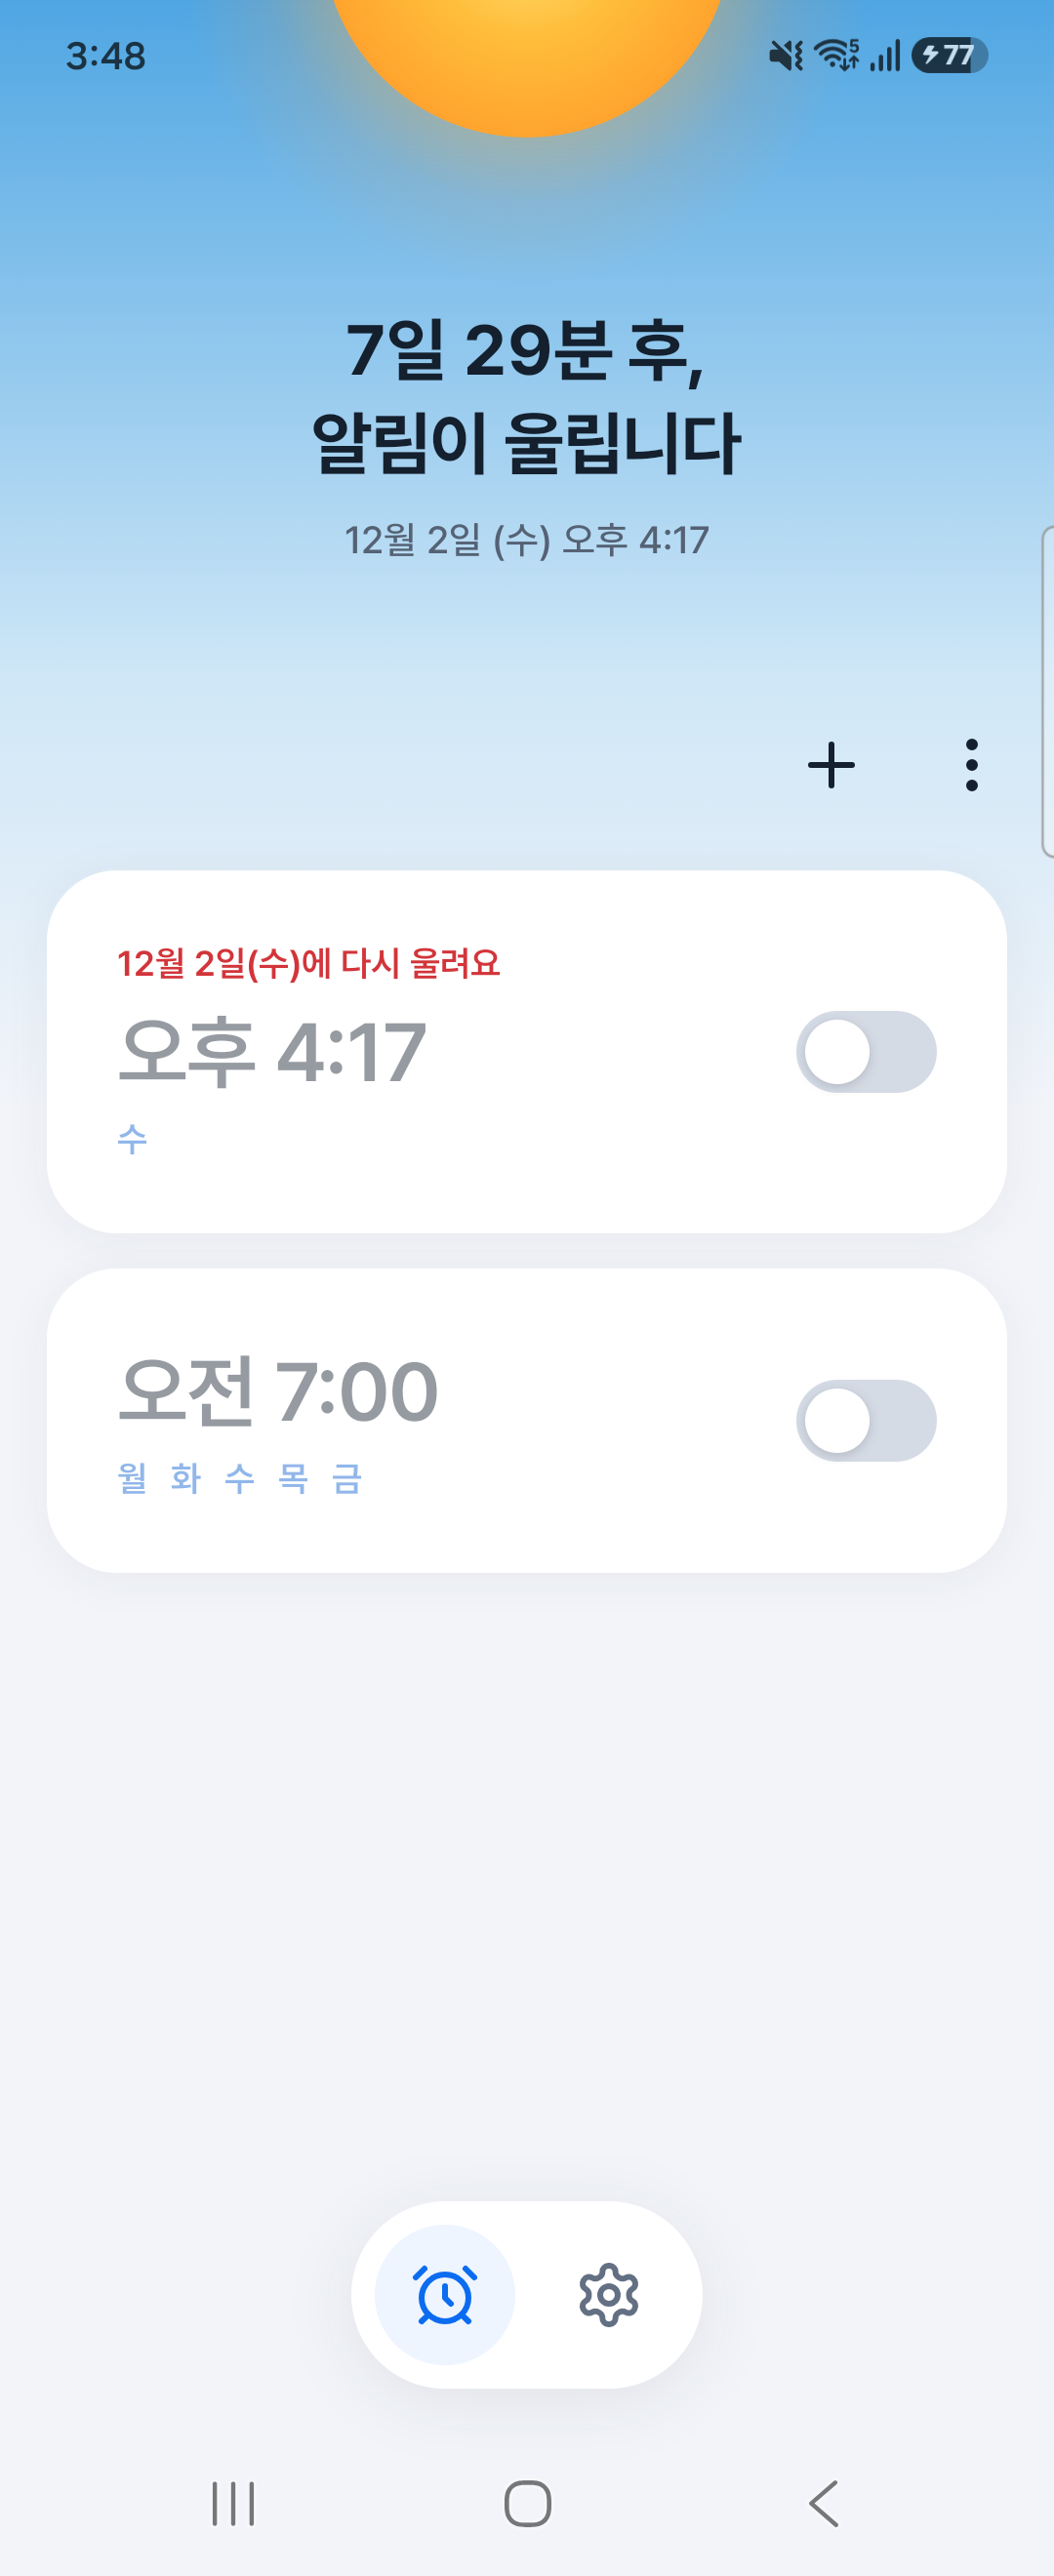 3:48
5
77
7일 29분 후,
알림이 울립니다
12월 2일 (수) 오후 4:17
12월 2일(수)에 다시 울려요
오후 4:17
수
오전 7:00
월 화 수 목 금